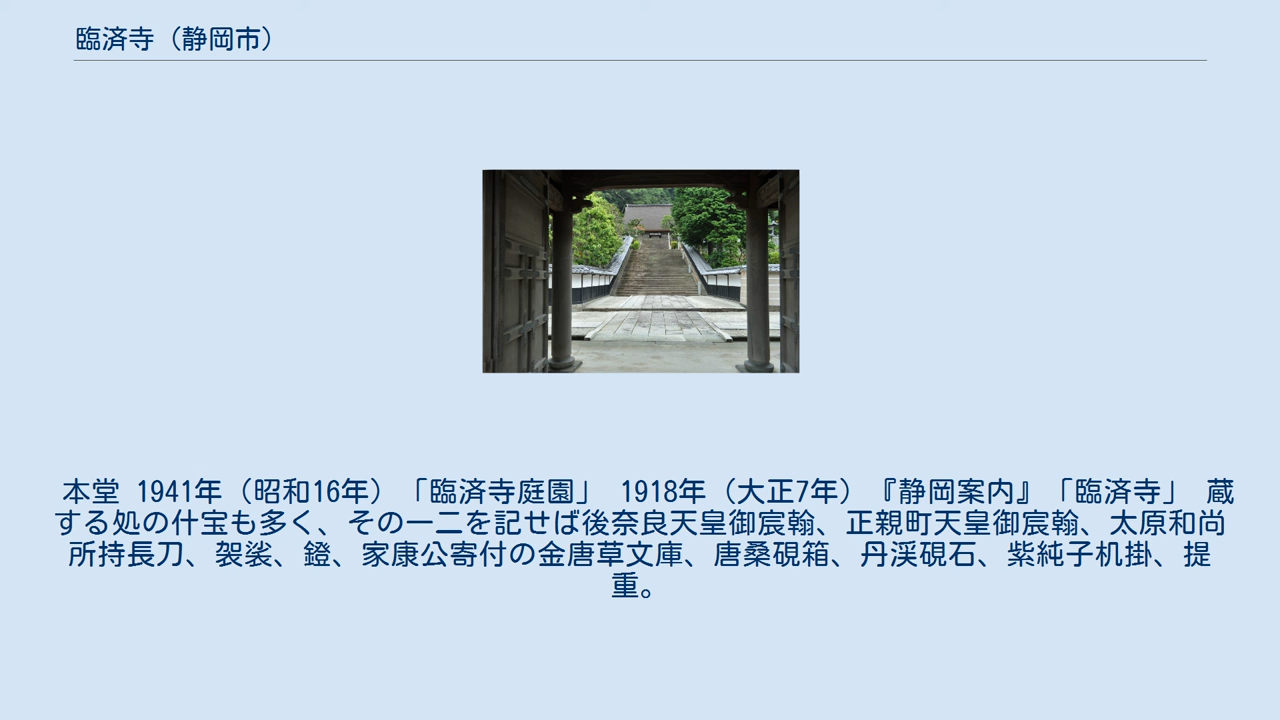 臨済寺（静岡市）
本堂 1941年（昭和16年）「臨済寺庭園」 1918年（大正7年）『静岡案内』「臨済寺」 蔵
する処の什宝も多く、その一二を記せば後奈良天皇御宸翰、正親町天皇御宸翰、太原和尚
所持長刀、袈裟、鐙、家康公寄付の金唐草文庫、唐桑硯箱、丹渓硯石、紫純子机掛、提
重。